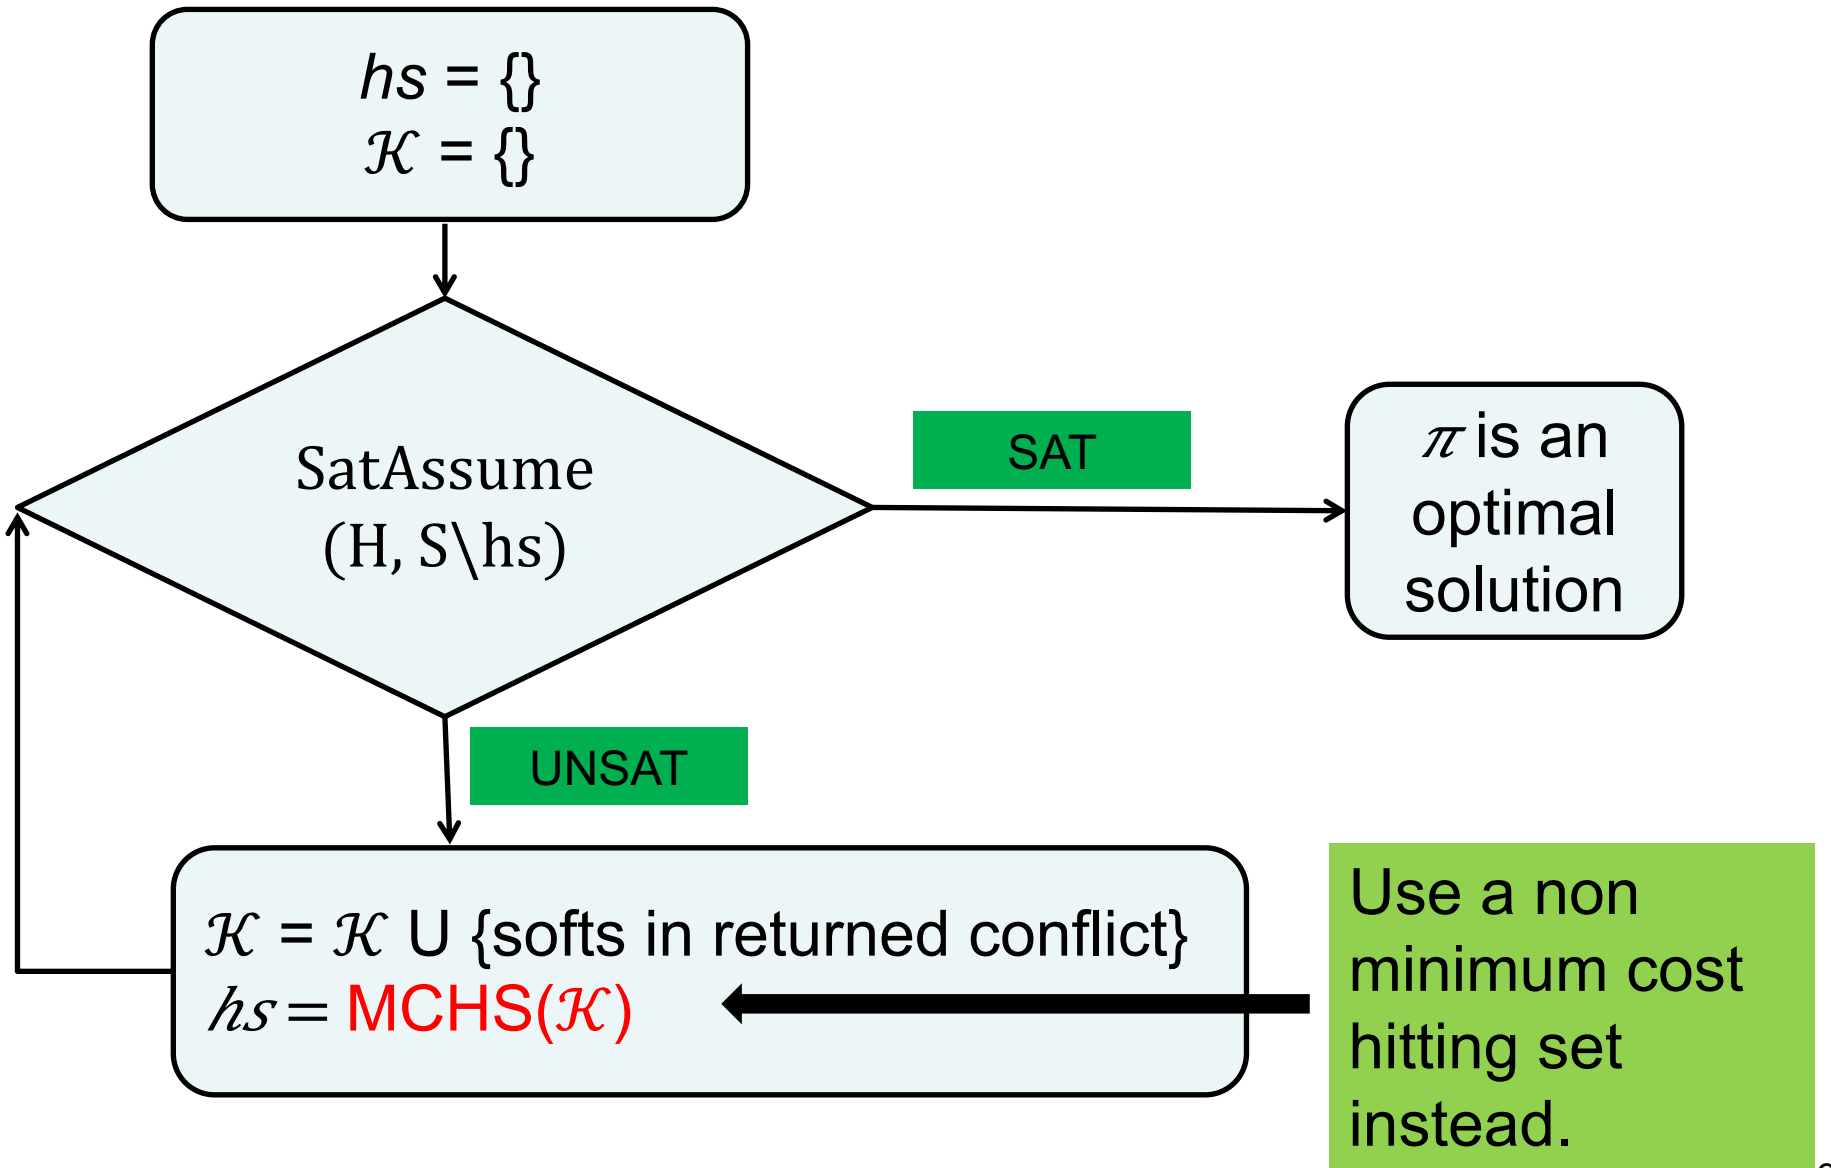 hs = {}
𝒦 = {}
SatAssume
(H, S\hs)
SAT
π is an
optimal
solution
UNSAT
𝒦 = 𝒦 U {softs in returned conflict}
hs = MCHS(𝒦)
Use a non
minimum cost
hitting set
instead.